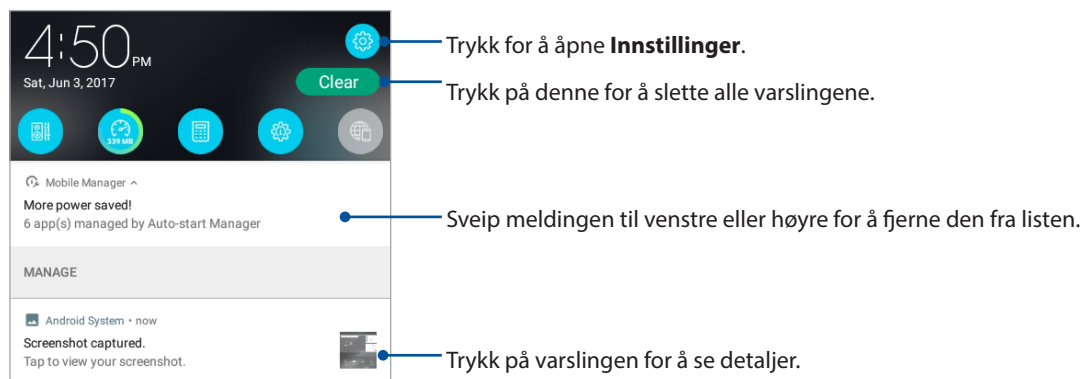 4:50 PM
Trykk for å åpne Innstillinger.
Sat, Jun 3, 2017
Clear
Trykk på denne for å slette alle varslingene.
339 MB
Mobile Manager
More power saved!
6 app(s) managed by Auto-start Manager
Sveip meldingen til venstre eller høyre for å fjerne den fra listen.
MANAGE
Android System • now
Screenshot captured.
Tap to view your screenshot.
Trykk på varslingen for å se detaljer.